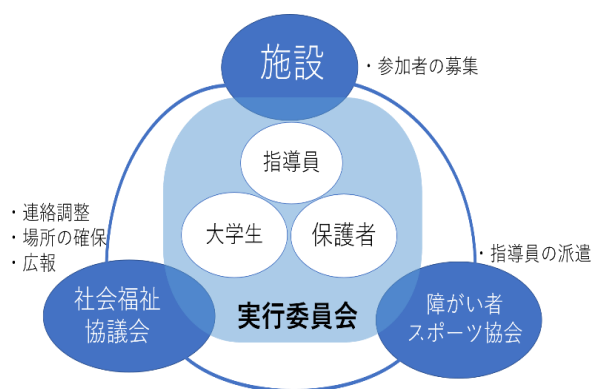 施設
・参加者の募集
指導員
大学生
保護者
・連絡調整
・場所の確保
・広報
・指導員の派遣
社会福祉
協議会
実行委員会
障がい者
スポーツ協会